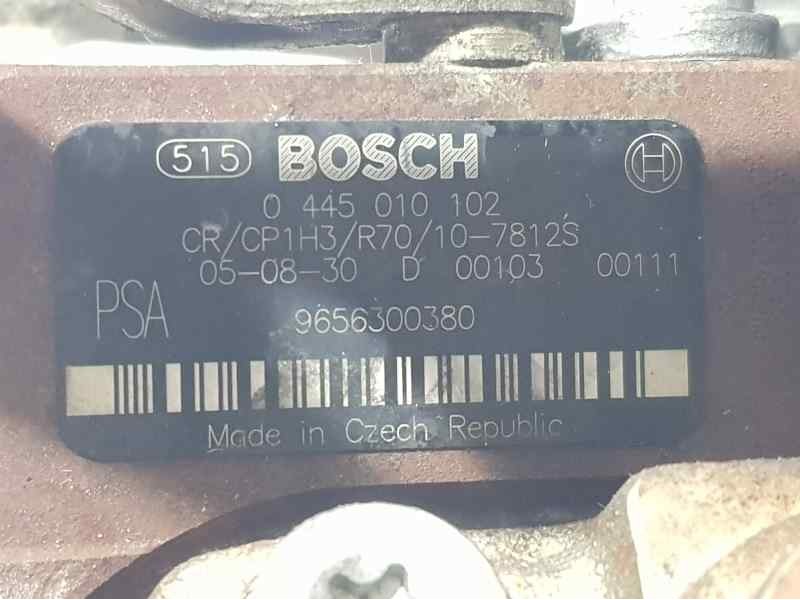 515 BOSCH
0 445 010 102
CR/CP1H3/R70/10-7812S
05-08-30 D 00103 00111
PSA 9656300380
Made in Czech Republic